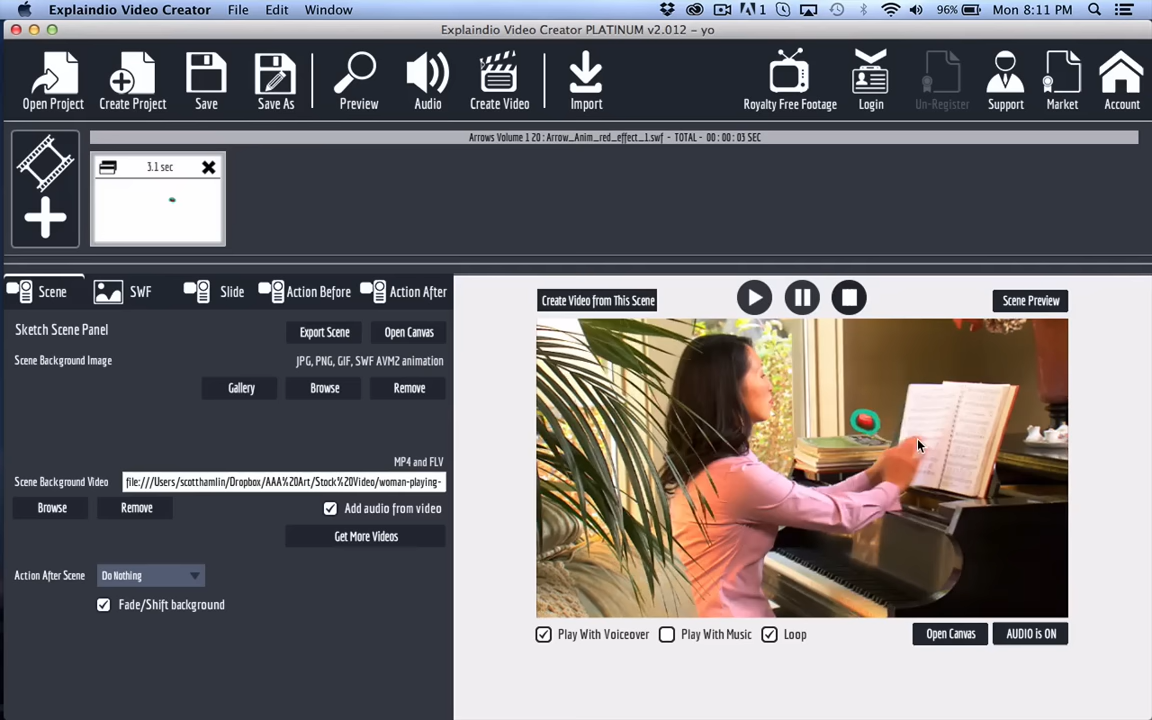 Explaindio Video Creator File Edit Window 1 96% Mon 8:11 PM
Explaindio Video Creator PLATINUM v2.012 - yo
Open Project Create Project Save Save As Preview Audio Create Video Import Royalty Free Footage Login Un-Register Support Market Account
Arrows Volume 1 20 : Arrow_Anim_red_effect_1.swf - TOTAL - 00 : 00 : 03 SEC
3.1 sec
Scene SWF Slide Action Before Action After
Create Video from This Scene Scene Preview
Sketch Scene Panel Export Scene Open Canvas
Scene Background Image JPG, PNG, GIF, SWF AVM2 animation
Gallery Browse Remove
MP4 and FLV
Scene Background Video file:///Users/scotthamlin/Dropbox/AAA%20Art/Stock%20Video/woman-playing-
Browse Remove Add audio from video
Get More Videos
Action After Scene Do Nothing
Fade/Shift background
Play With Voiceover Play With Music Loop Open Canvas AUDIO is ON